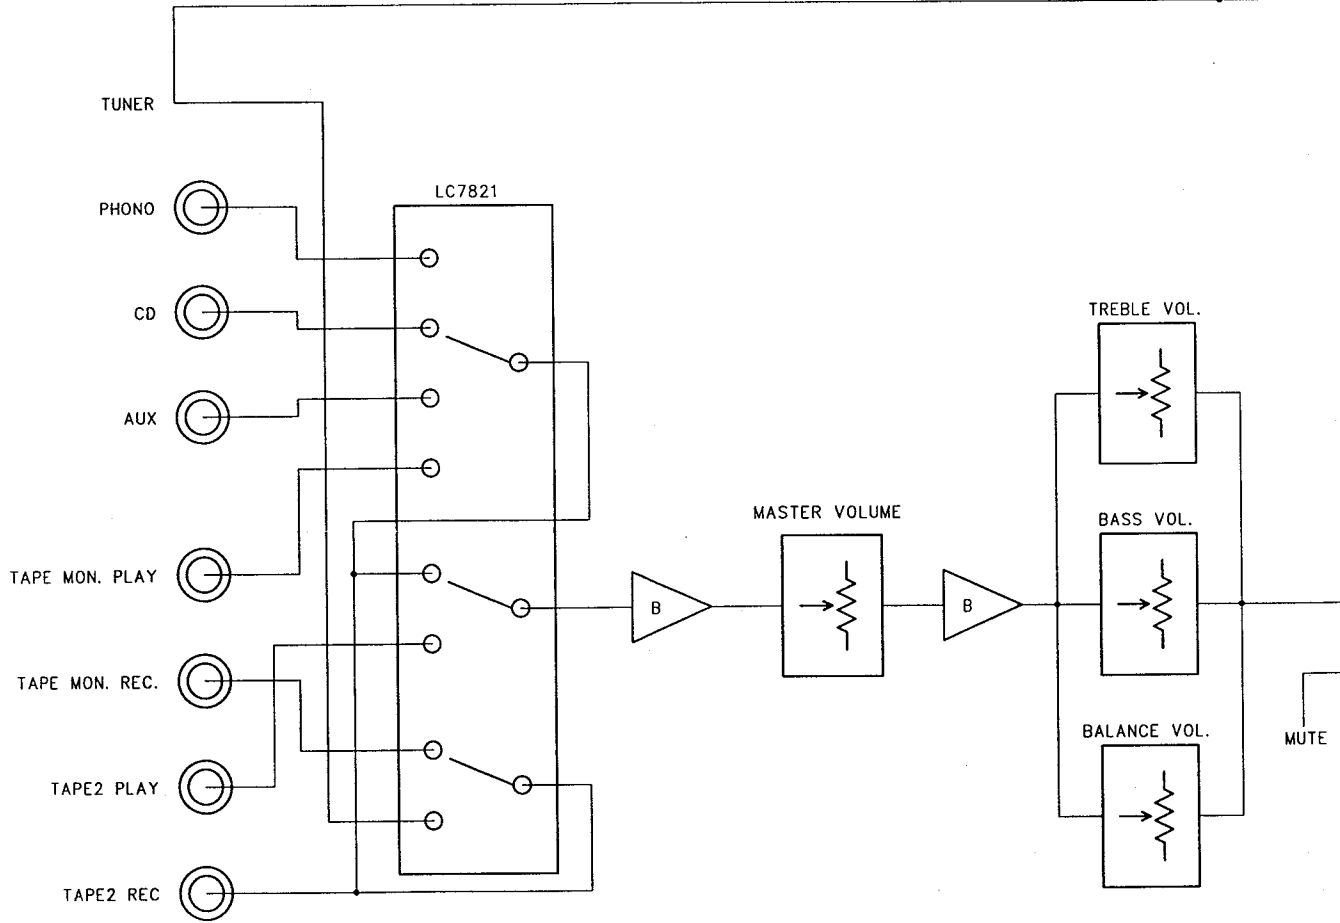 TUNER
PHONO
LC7821
CD
TREBLE VOL.
AUX
MASTER VOLUME
BASS VOL.
TAPE MON. PLAY
B
B
TAPE MON. REC.
BALANCE VOL.
MUTE
TAPE2 PLAY
TAPE2 REC